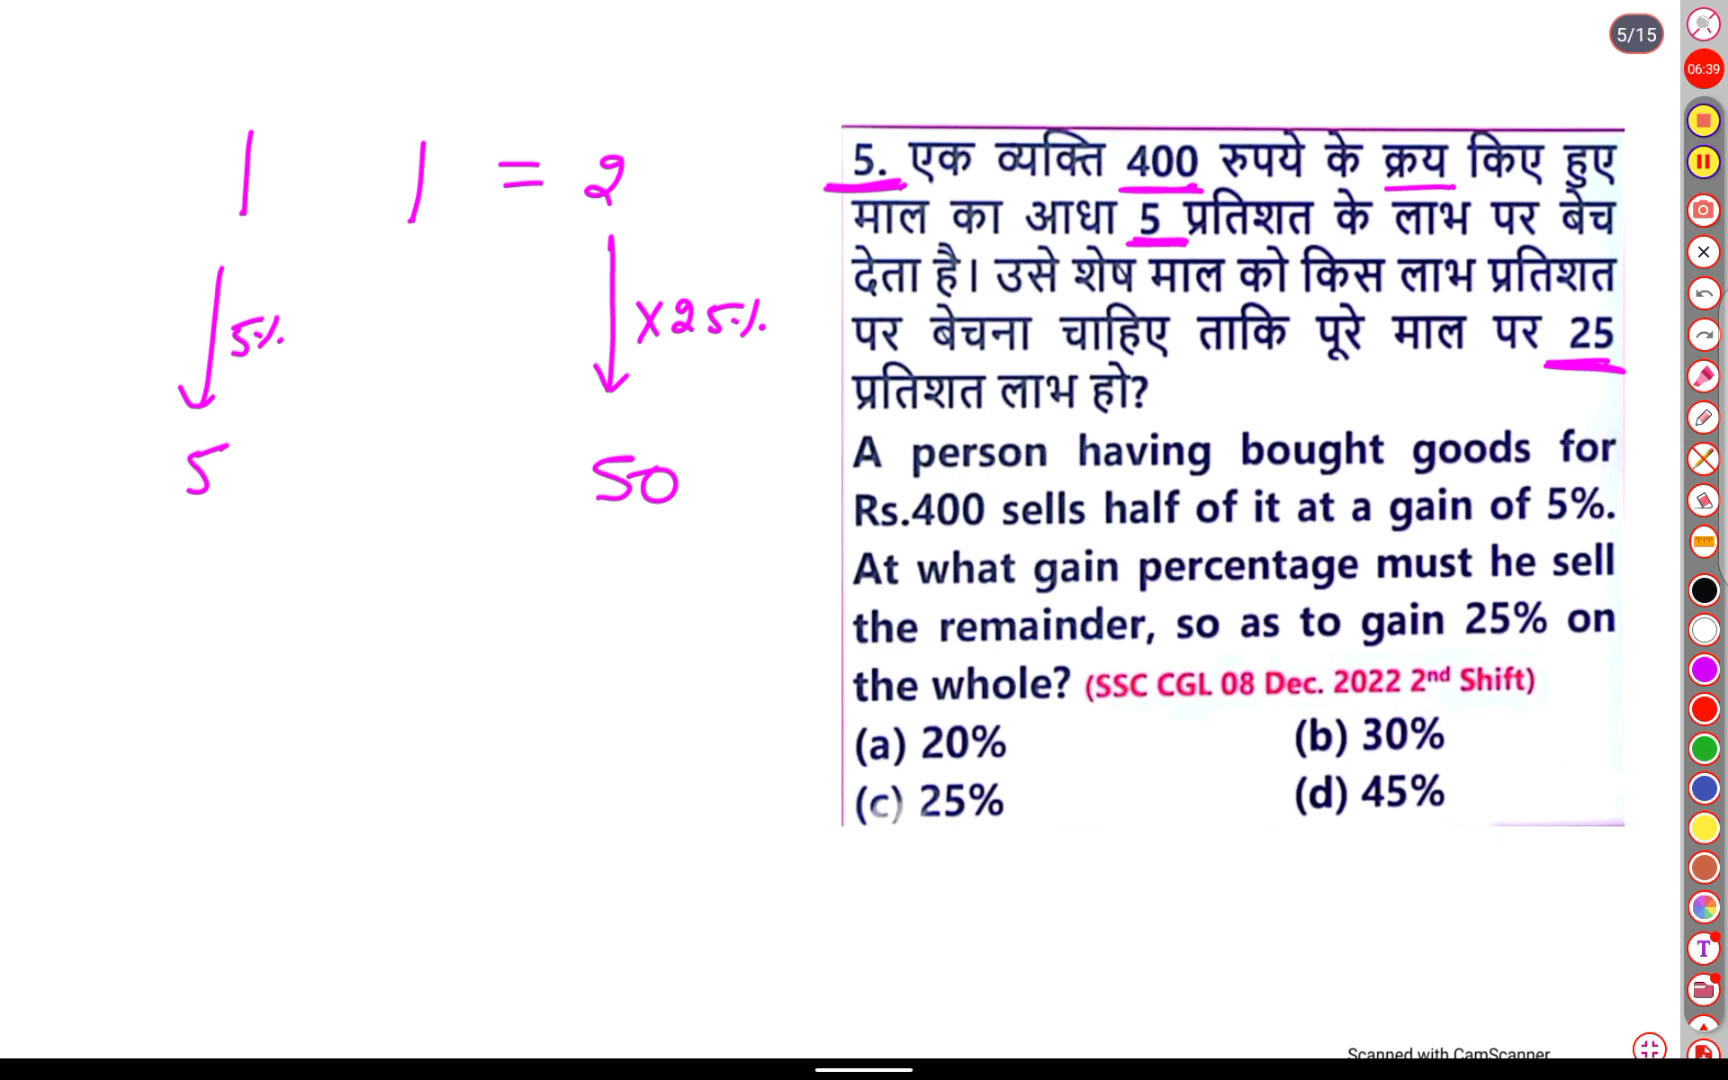 5/15
06:39
1 1 = 2
5%
×25%
5
50
5. एक व्यक्ति 400 रुपये के क्रय किए हुए
माल का आधा 5 प्रतिशत के लाभ पर बेच
देता है। उसे शेष माल को किस लाभ प्रतिशत
पर बेचना चाहिए ताकि पूरे माल पर 25
प्रतिशत लाभ हो?
A person having bought goods for
Rs.400 sells half of it at a gain of 5%.
At what gain percentage must he sell
the remainder, so as to gain 25% on
the whole? (SSC CGL 08 Dec. 2022 2nd Shift)
(a) 20% (b) 30%
(c) 25% (d) 45%
T
Scanned with CamScanner